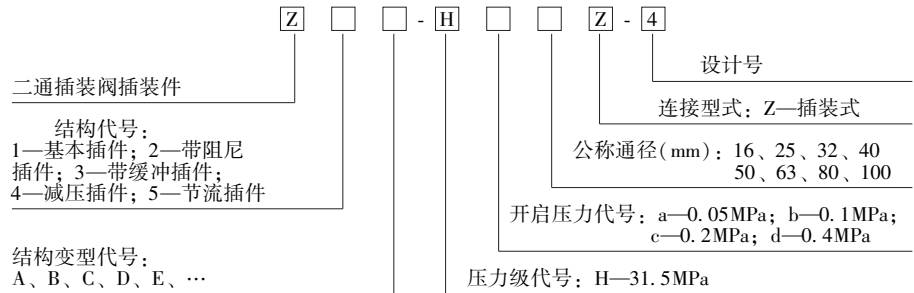 Z □ □ - H □ □ Z - 4
设计号
二通插装阀插装件
连接型式：Z—插装式
结构代号：
1—基本插件；2—带阻尼
插件；3—带缓冲插件；
4—减压插件；5—节流插件
公称通径(mm)：16、25、32、40
50、63、80、100
开启压力代号：a—0.05MPa；b—0.1MPa；
c—0.2MPa；d—0.4MPa
结构变型代号：
A、B、C、D、E、…
压力级代号：H—31.5MPa